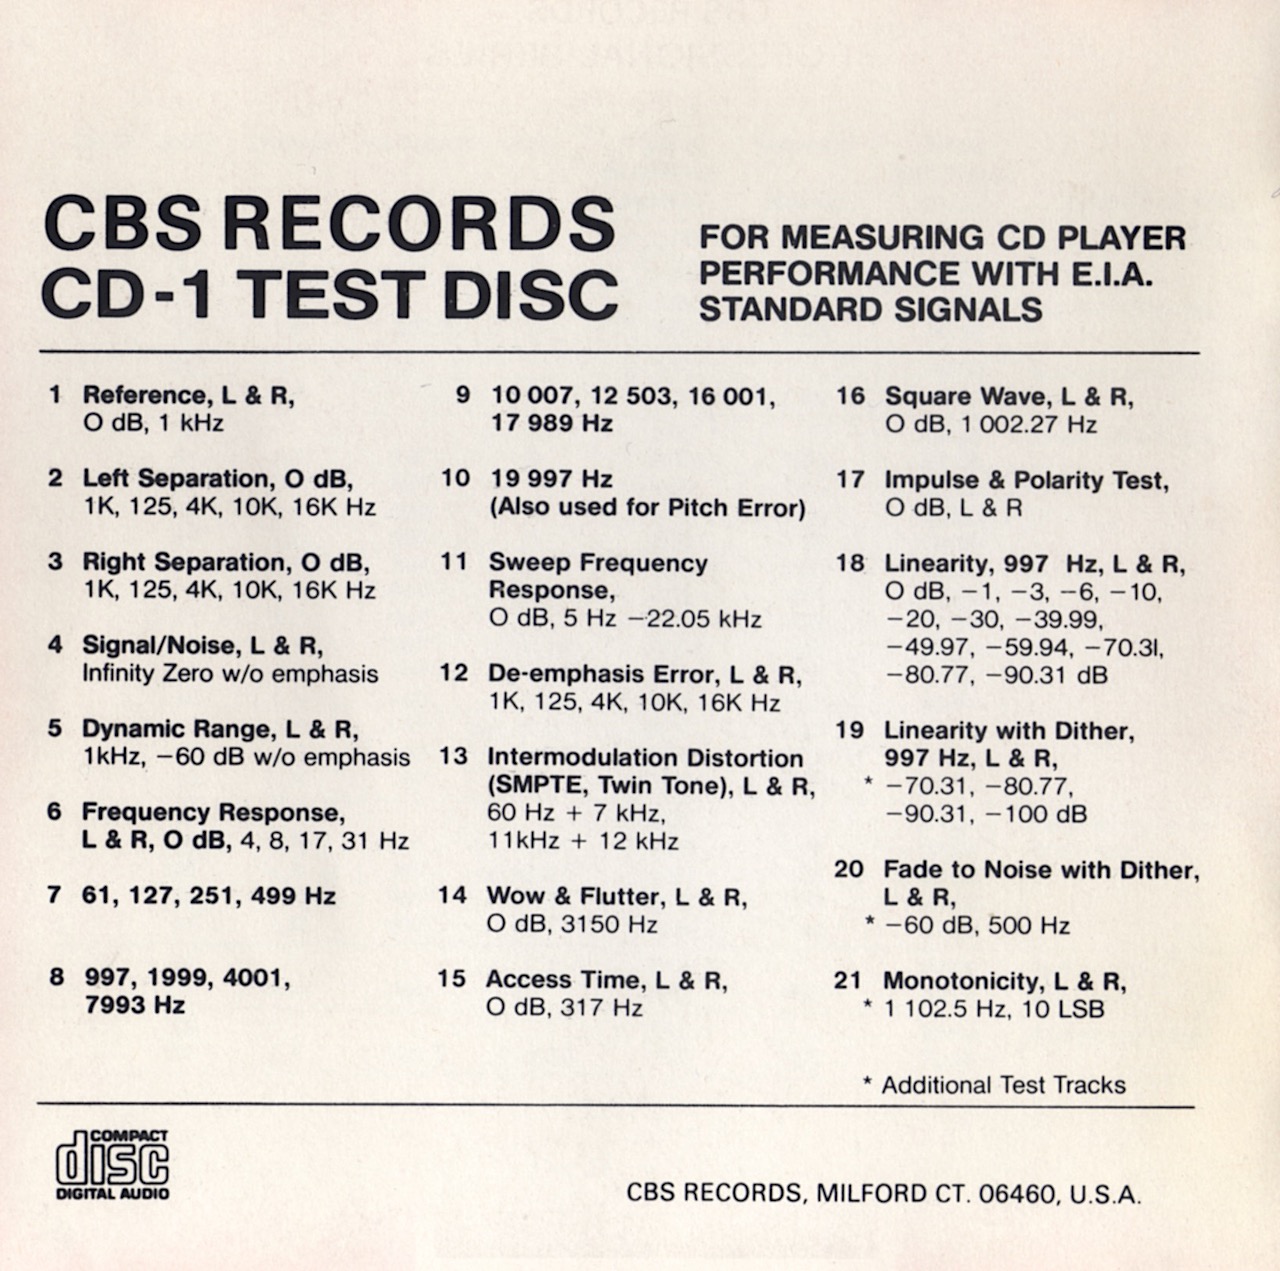 CBS RECORDS
CD-1 TEST DISC
FOR MEASURING CD PLAYER
PERFORMANCE WITH E.I.A.
STANDARD SIGNALS
1 Reference, L & R,
O dB, 1 kHz
2 Left Separation, O dB,
1K, 125, 4K, 10K, 16K Hz
3 Right Separation, O dB,
1K, 125, 4K, 10K, 16K Hz
4 Signal/Noise, L & R,
Infinity Zero w/o emphasis
5 Dynamic Range, L & R,
1kHz, −60 dB w/o emphasis
6 Frequency Response,
L & R, O dB, 4, 8, 17, 31 Hz
7 61, 127, 251, 499 Hz
8 997, 1999, 4001,
7993 Hz
9 10 007, 12 503, 16 001,
17 989 Hz
10 19 997 Hz
(Also used for Pitch Error)
11 Sweep Frequency
Response,
O dB, 5 Hz −22.05 kHz
12 De-emphasis Error, L & R,
1K, 125, 4K, 10K, 16K Hz
13 Intermodulation Distortion
(SMPTE, Twin Tone), L & R,
60 Hz + 7 kHz,
11kHz + 12 kHz
14 Wow & Flutter, L & R,
O dB, 3150 Hz
15 Access Time, L & R,
O dB, 317 Hz
16 Square Wave, L & R,
O dB, 1 002.27 Hz
17 Impulse & Polarity Test,
O dB, L & R
18 Linearity, 997 Hz, L & R,
O dB, −1, −3, −6, −10,
−20, −30, −39.99,
−49.97, −59.94, −70.3l,
−80.77, −90.31 dB
19 Linearity with Dither,
997 Hz, L & R,
* −70.31, −80.77,
−90.31, −100 dB
20 Fade to Noise with Dither,
L & R,
* −60 dB, 500 Hz
21 Monotonicity, L & R,
* 1 102.5 Hz, 10 LSB
* Additional Test Tracks
COMPACT
disc
DIGITAL AUDIO
CBS RECORDS, MILFORD CT. 06460, U.S.A.